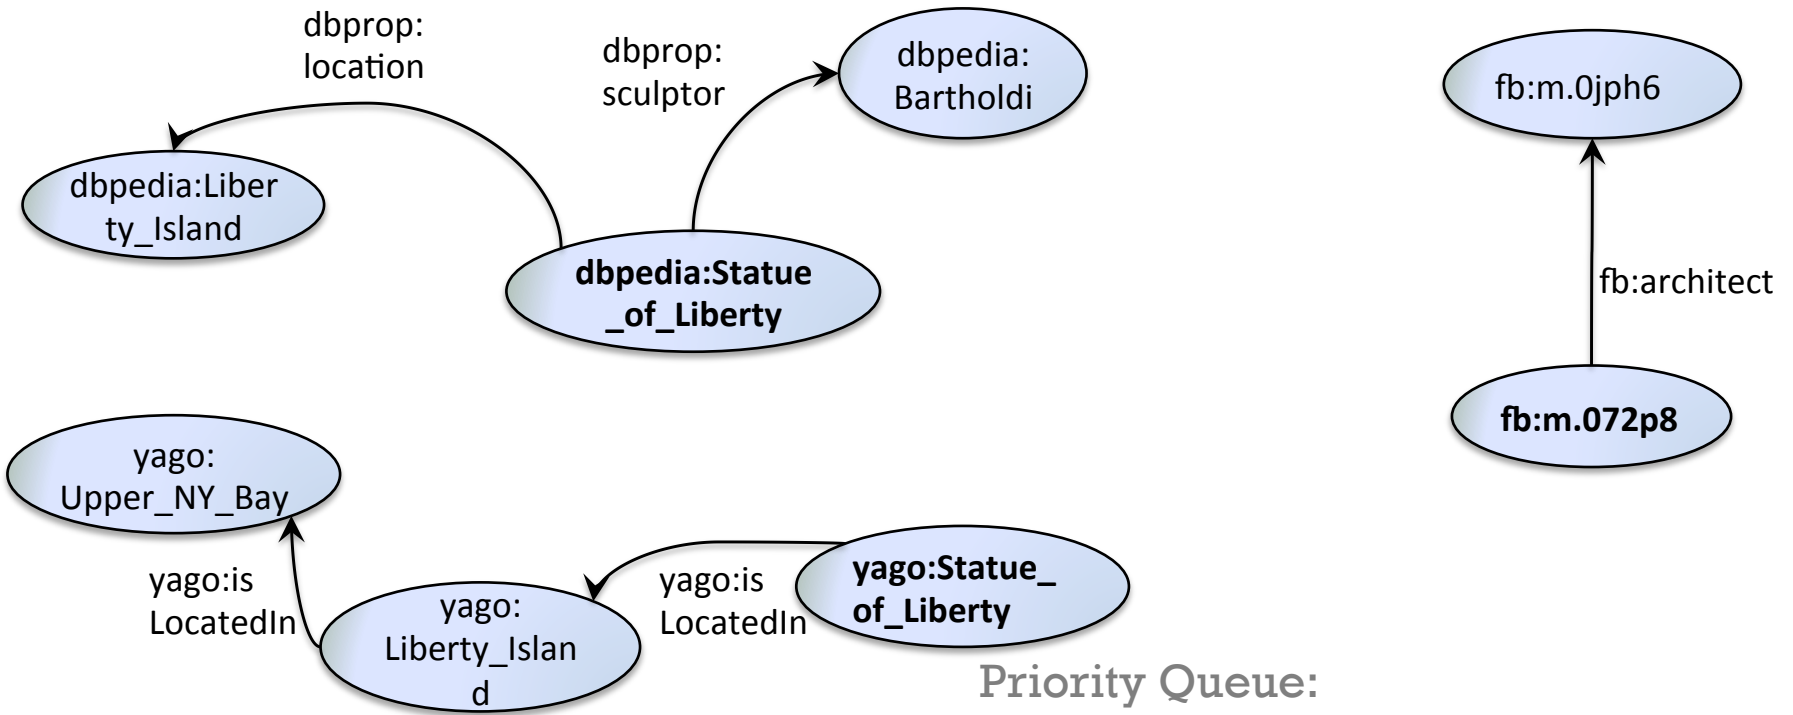 dbprop:
location
dbprop:
sculptor
dbpedia:
Bartholdi
fb:m.0jph6
dbpedia:Liber
ty_Island
dbpedia:Statue
_of_Liberty
fb:architect
fb:m.072p8
yago:
Upper_NY_Bay
yago:is
LocatedIn
yago:
Liberty_Islan
d
yago:is
LocatedIn
yago:Statue_
of_Liberty
Priority Queue: